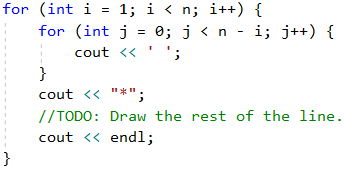 for (int i = 1; i < n; i++) {
    for (int j = 0; j < n - i; j++) {
        cout << ' ';
    }
    cout << "*";
    //TODO: Draw the rest of the line.
    cout << endl;
}